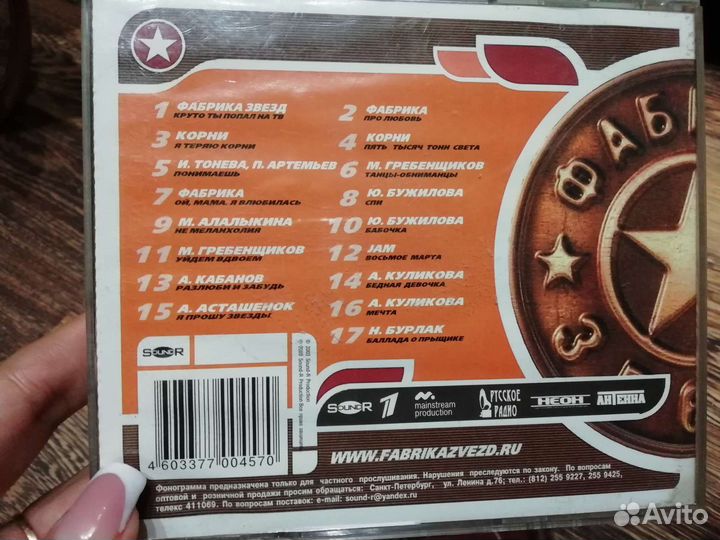 1 ФАБРИКА ЗВЕЗД
КРУТО ТЫ ПОПАЛ НА ТВ
2 ФАБРИКА
ПРО ЛЮБОВЬ
3 КОРНИ
Я ТЕРЯЮ КОРНИ
4 КОРНИ
ПЯТЬ ТЫСЯЧ ТОНН СВЕТА
5 И. ТОНЕВА, П. АРТЕМЬЕВ
ПОНИМАЕШЬ
6 М. ГРЕБЕНЩИКОВ
ТАНЦЫ-ОБНИМАНЦЫ
7 ФАБРИКА
ОЙ, МАМА, Я ВЛЮБИЛАСЬ
8 Ю. БУЖИЛОВА
СПИ
9 М. АЛАЛЫКИНА
НЕ МЕЛАНХОЛИЯ
10 Ю. БУЖИЛОВА
БАБОЧКА
11 М. ГРЕБЕНЩИКОВ
УЙДЕМ ВДВОЕМ
12 JAM
ВОСЬМОЕ МАРТА
13 А. КАБАНОВ
РАЗЛЮБИ И ЗАБУДЬ
14 А. КУЛИКОВА
БЕДНАЯ ДЕВОЧКА
15 А. АСТАШЕНОК
Я ПРОШУ ЗВЕЗДЫ
16 А. КУЛИКОВА
МЕЧТА
17 Н. БУРЛАК
БАЛЛАДА О ПРЫЩИКЕ
ФАБ
SOUND-R
4 603377 004570
SOUND-R
1
mainstream
production
РУССКОЕ
РАДИО
НЕОН
АНТЕННА
WWW.FABRIKAZVEZD.RU
Фонограмма предназначена только для частного прослушивания. Нарушения преследуются по закону. По вопросам
оптовой и розничной продажи просим обращаться: Санкт-Петербург, ул. Ленина д.76; тел: (812) 255 9227, 255 9425,
телекс 411069. По вопросам поставок: e-mail: sound-r@yandex.ru
Avito